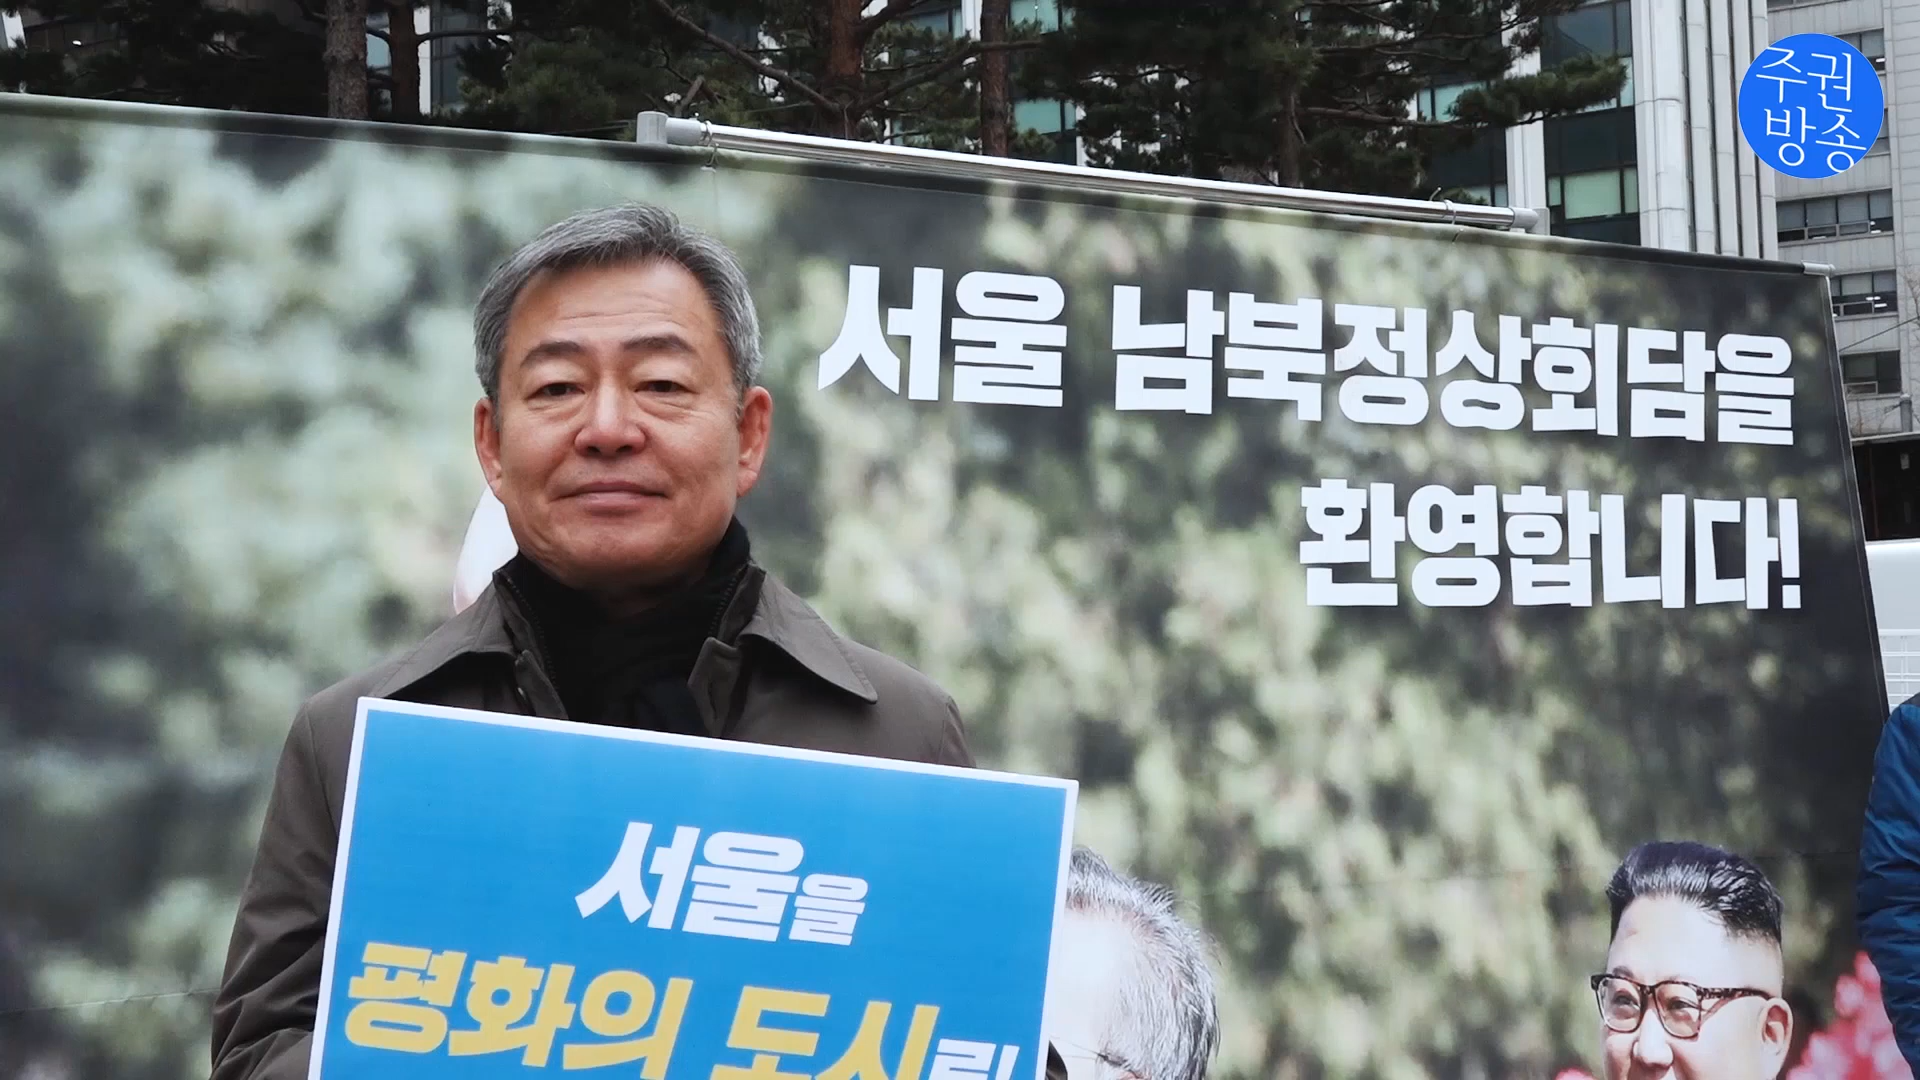 주권
방송
서울 남북정상회담을
환영합니다!
서울을
평화의 도시로